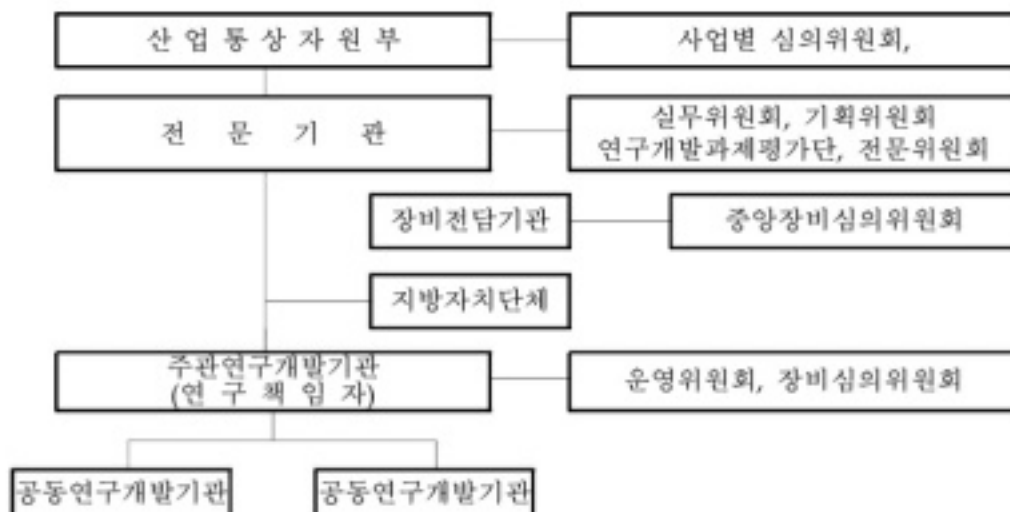 산 업 통 상 자 원 부
사업별 심의위원회,
전 문 기 관
실무위원회, 기획위원회
연구개발과제평가단, 전문위원회
장비전담기관
중앙장비심의위원회
지방자치단체
주관연구개발기관
(연 구 책 임 자)
운영위원회, 장비심의위원회
공동연구개발기관
공동연구개발기관